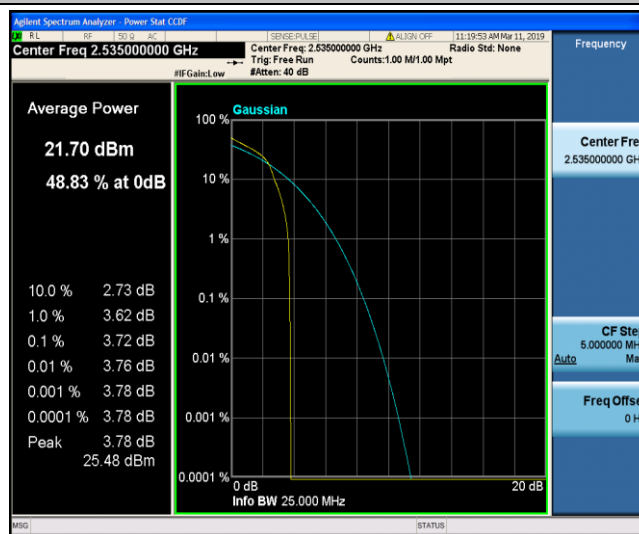 Agilent Spectrum Analyzer - Power Stat CCDF
RL RF 50 Ω AC SENSE:PULSE ALIGN OFF 11:19:53 AM Mar 11, 2019
Center Freq 2.535000000 GHz
Center Freq: 2.535000000 GHz Radio Std: None
Trig: Free Run Counts:1.00 M/1.00 Mpt
#IFGain:Low #Atten: 40 dB
Frequency
Average Power
21.70 dBm
48.83 % at 0dB
10.0 % 2.73 dB
1.0 % 3.62 dB
0.1 % 3.72 dB
0.01 % 3.76 dB
0.001 % 3.78 dB
0.0001 % 3.78 dB
Peak 3.78 dB
25.48 dBm
Gaussian
100 %
10 %
1 %
0.1 %
0.01 %
0.001 %
0.0001 %
0 dB 20 dB
Info BW 25.000 MHz
Center Fre
2.535000000 GH
CF Ste
5.000000 MH
Auto Ma
Freq Offse
0 H
MSG STATUS